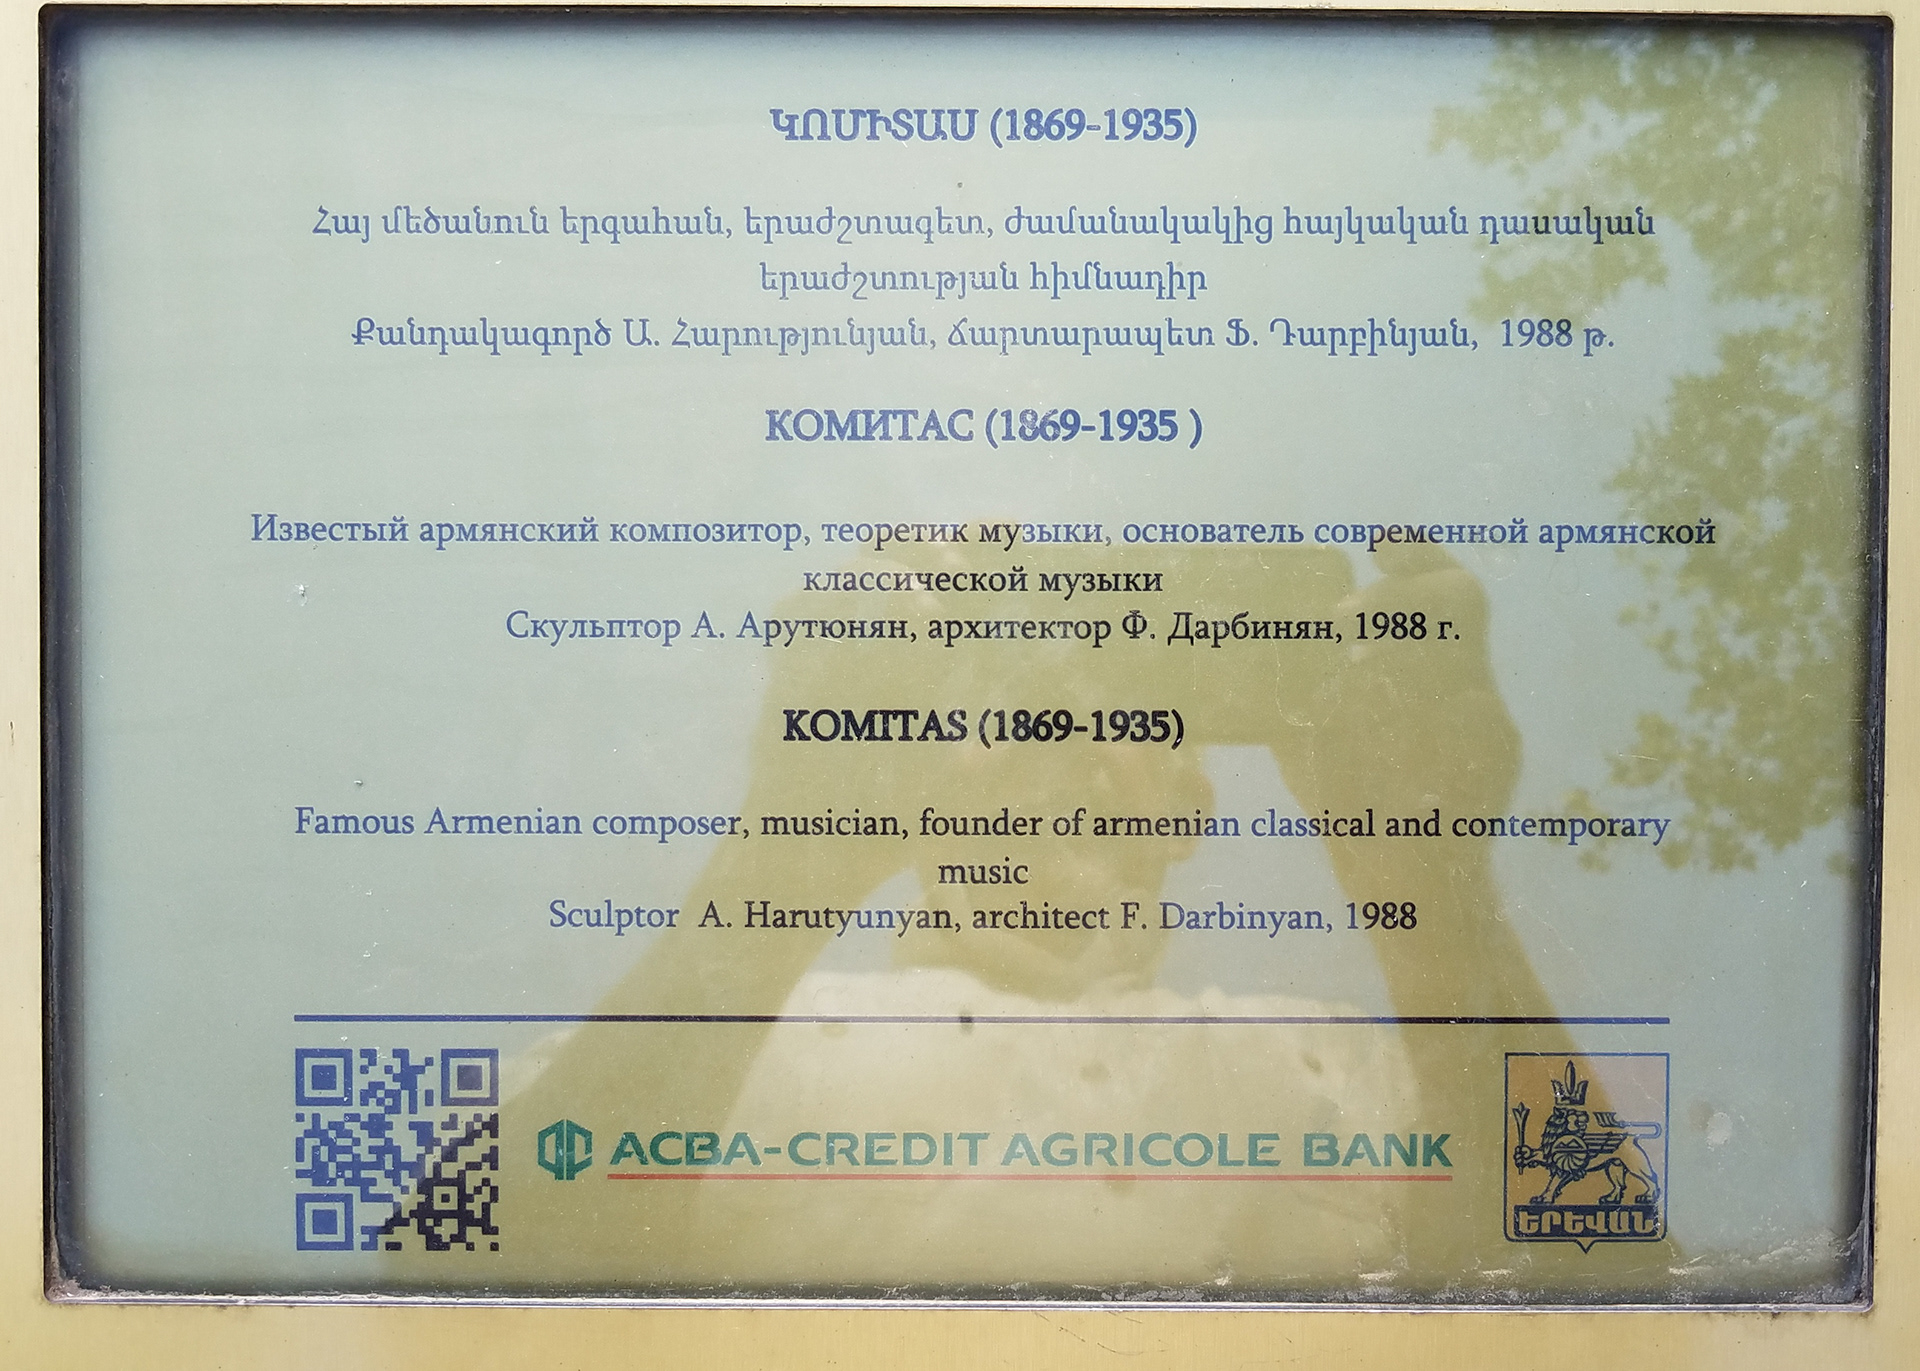 ԿՈՄԻՏԱՍ (1869-1935)
Հայ մեծանուն երգահան, երաժշտագետ, ժամանակակից հայկական դասական
երաժշտության հիմնադիր
Քանդակագործ Ա. Հարությունյան, ճարտարապետ Ֆ. Դարբինյան, 1988 թ.
КОМИТАС (1869-1935 )
Известый армянский композитор, теоретик музыки, основатель современной армянской
классической музыки
Скульптор А. Арутюнян, архитектор Ф. Дарбинян, 1988 г.
KOMITAS (1869-1935)
Famous Armenian composer, musician, founder of armenian classical and contemporary
music
Sculptor A. Harutyunyan, architect F. Darbinyan, 1988
ACBA-CREDIT AGRICOLE BANK
ԵՐԵՎԱՆ